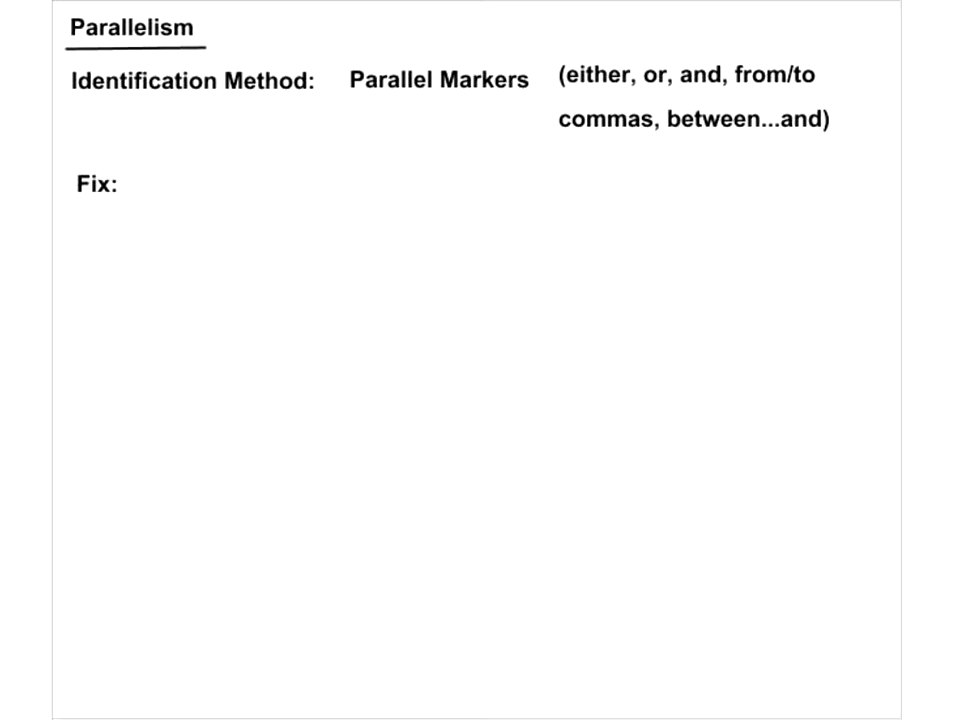 Parallelism
Identification Method: Parallel Markers (either, or, and, from/to
commas, between...and)
Fix: